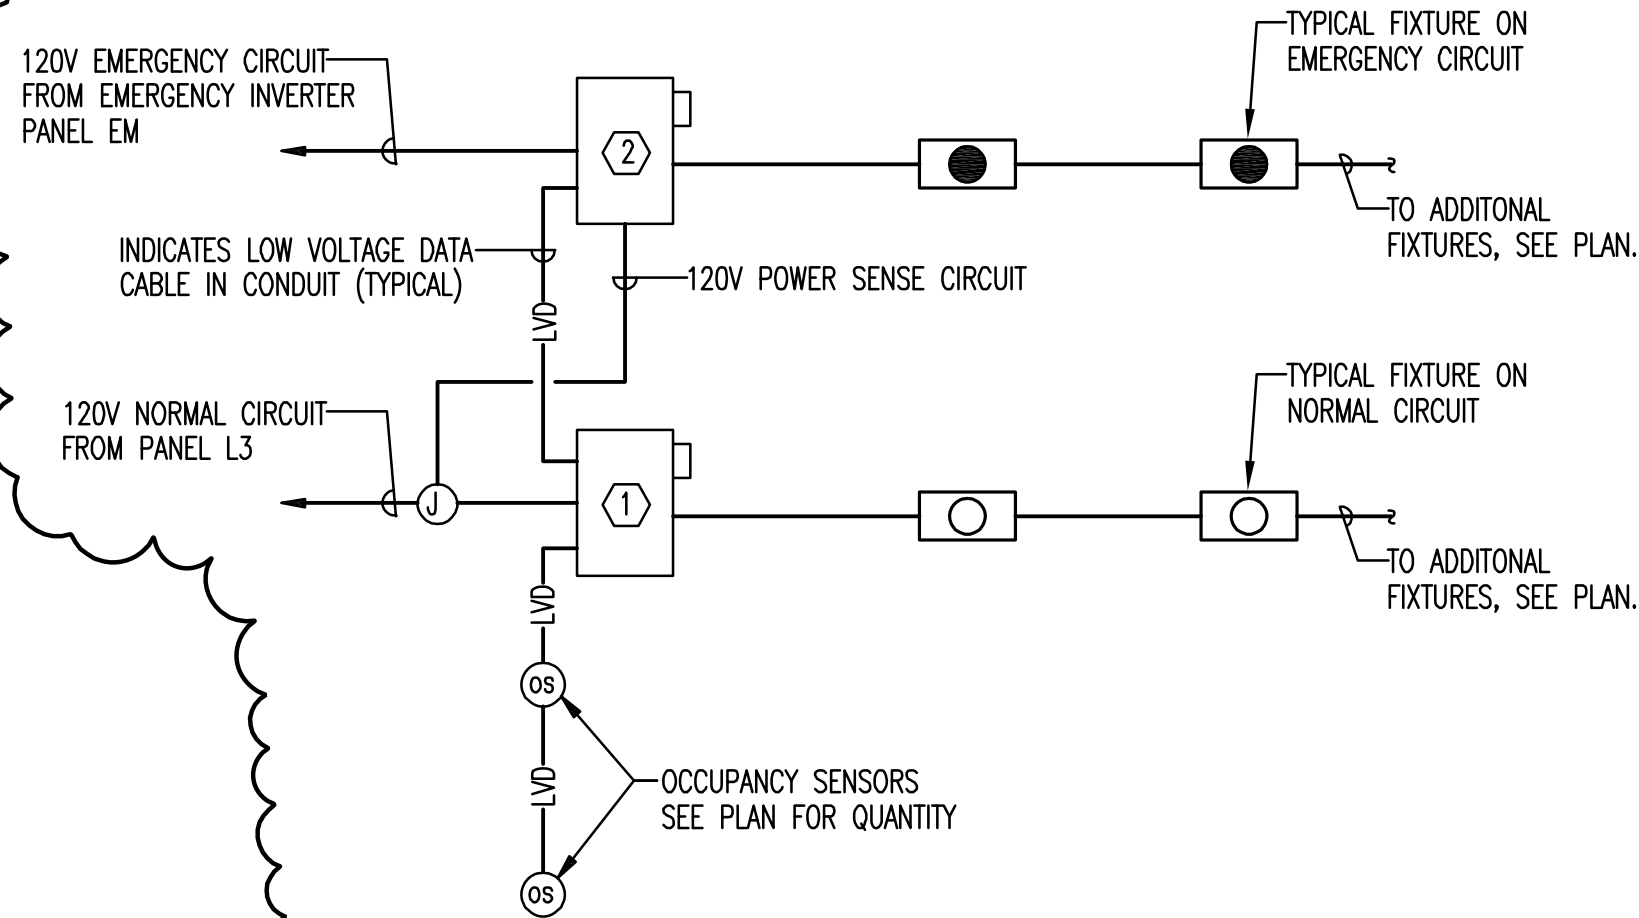 TYPICAL FIXTURE ON
EMERGENCY CIRCUIT
120V EMERGENCY CIRCUIT
FROM EMERGENCY INVERTER
PANEL EM
2
TO ADDITONAL
FIXTURES, SEE PLAN.
INDICATES LOW VOLTAGE DATA
CABLE IN CONDUIT (TYPICAL)
120V POWER SENSE CIRCUIT
LVD
TYPICAL FIXTURE ON
NORMAL CIRCUIT
120V NORMAL CIRCUIT
FROM PANEL L3
J
1
TO ADDITONAL
FIXTURES, SEE PLAN.
LVD
OS
LVD
OCCUPANCY SENSORS
SEE PLAN FOR QUANTITY
OS